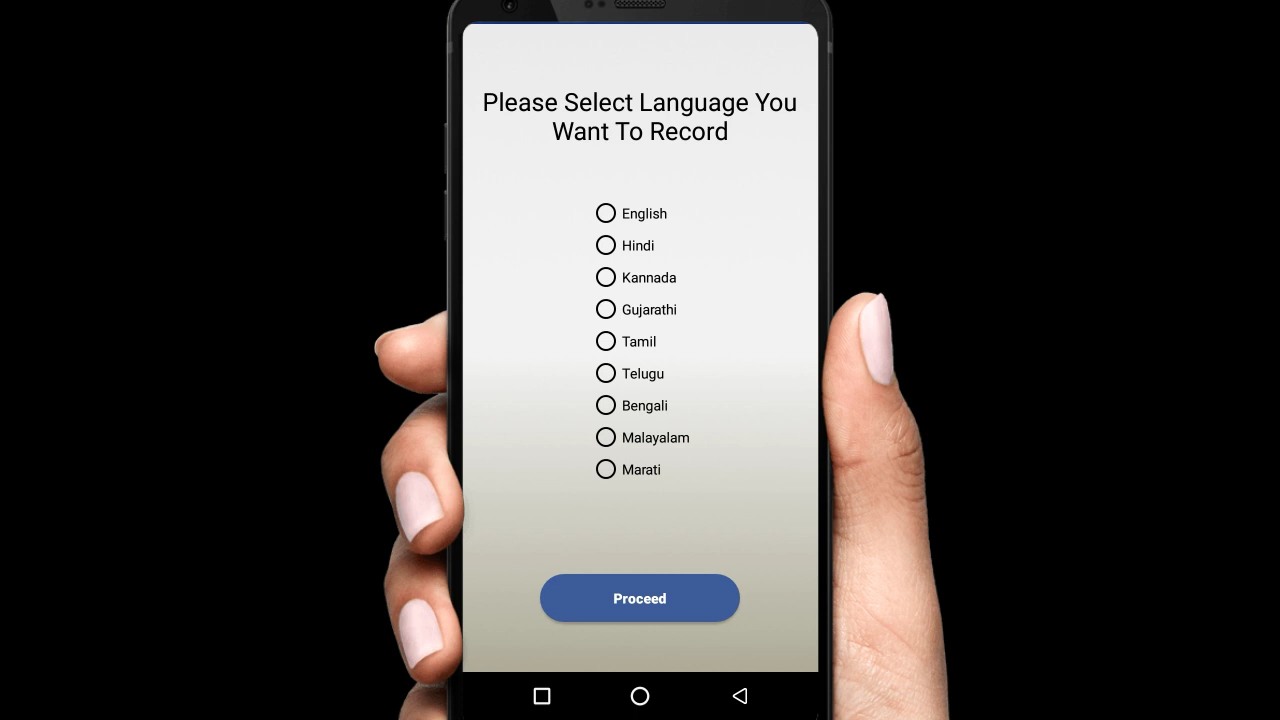 Please Select Language You
Want To Record
English
Hindi
Kannada
Gujarathi
Tamil
Telugu
Bengali
Malayalam
Marati
Proceed